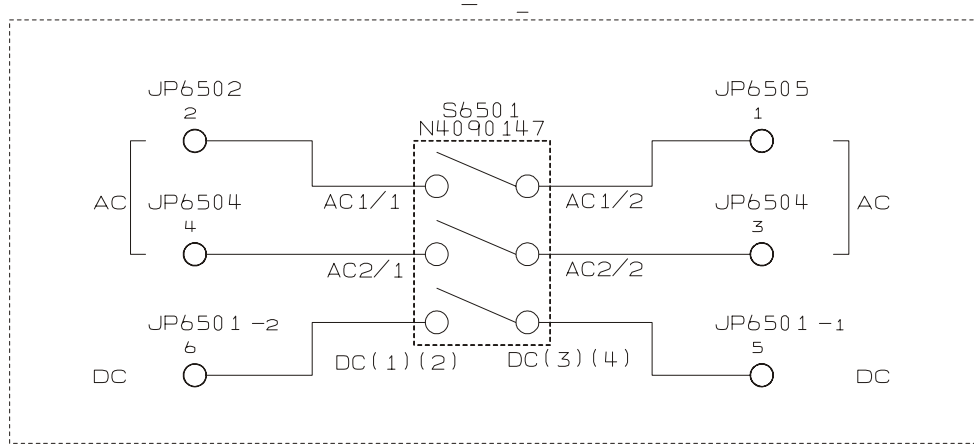 JP6502
2
S6501
N4090147
JP6505
1
AC
JP6504
4
AC1/1
AC1/2
JP6504
3
AC
AC2/1
AC2/2
JP6501-2
6
JP6501-1
5
DC
DC(1)(2)
DC(3)(4)
DC